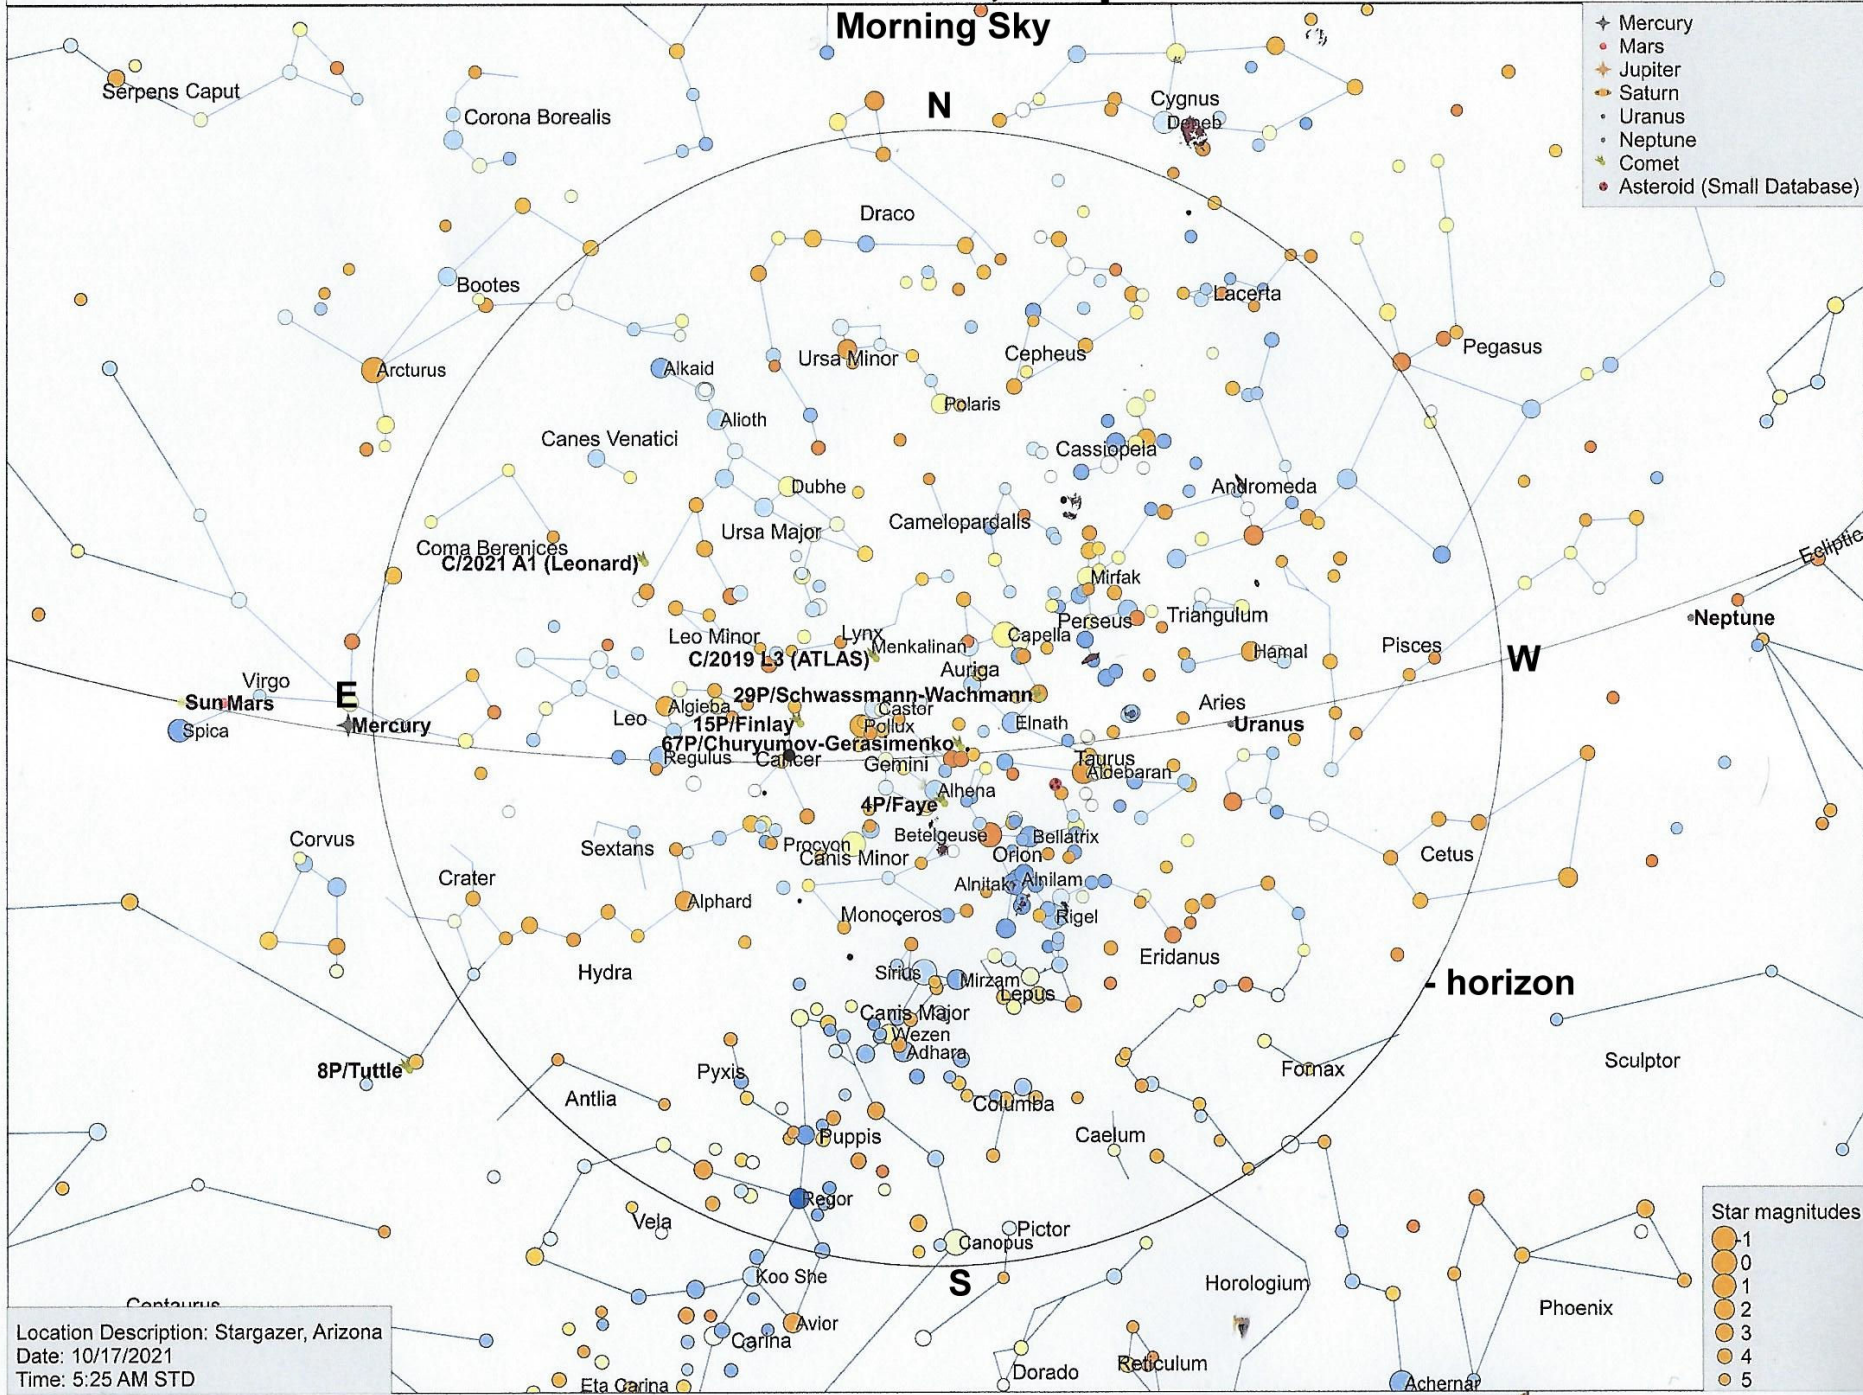 Morning Sky
Mercury
Mars
Jupiter
Saturn
Uranus
Neptune
Comet
Asteroid (Small Database)
Serpens Caput
Corona Borealis
N
Cygnus
Deneb
Draco
Bootes
Lacerta
Arcturus
Alkaid
Ursa Minor
Cepheus
Pegasus
Polaris
Alioth
Canes Venatici
Cassiopeia
Dubhe
Andromeda
Camelopardalis
Ursa Major
Coma Berenices
C/2021 A1 (Leonard)
Ecliptic
Mirfak
Triangulum
Perseus
Neptune
Leo Minor
Lynx
Menkalinan
Capella
Hamal
Pisces
W
C/2019 L3 (ATLAS)
Auriga
Virgo
E
29P/Schwassmann-Wachmann
Sun Mars
Algieba
Castor
Aries
Spica
Mercury
Leo
15P/Finlay
Pollux
Elnath
Uranus
67P/Churyumov-Gerasimenko
Regulus
Cancer
Gemini
Taurus
Aldebaran
Alhena
4P/Faye
Corvus
Sextans
Procyon
Betelgeuse
Bellatrix
Canis Minor
Orion
Cetus
Crater
Alnitak
Alnilam
Alphard
Monoceros
Rigel
Eridanus
Hydra
Sirius
Mirzam
Lepus
- horizon
Canis Major
Wezen
Adhara
8P/Tuttle
Pyxis
Fornax
Sculptor
Antlia
Columba
Puppis
Caelum
Regor
Vela
Pictor
Canopus
Star magnitudes
-1
0
1
2
3
4
5
Koo She
S
Horologium
Centaurus
Phoenix
Avior
Carina
Location Description: Stargazer, Arizona
Date: 10/17/2021
Time: 5:25 AM STD
Eta Carina
Dorado
Reticulum
Achernar